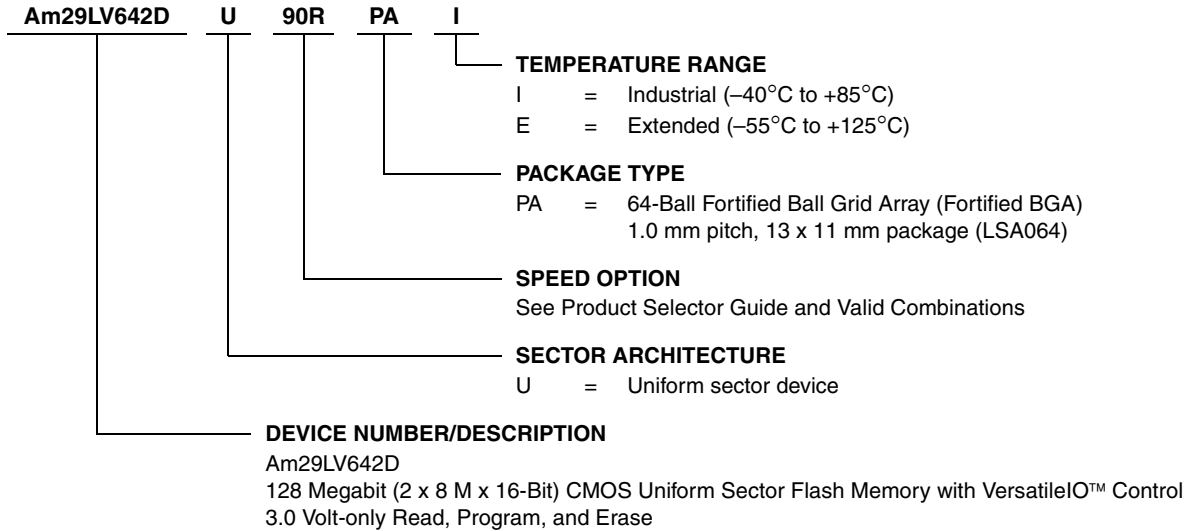 Am29LV642D U 90R PA I
TEMPERATURE RANGE
I = Industrial (–40°C to +85°C)
E = Extended (–55°C to +125°C)
PACKAGE TYPE
PA = 64-Ball Fortified Ball Grid Array (Fortified BGA)
1.0 mm pitch, 13 x 11 mm package (LSA064)
SPEED OPTION
See Product Selector Guide and Valid Combinations
SECTOR ARCHITECTURE
U = Uniform sector device
DEVICE NUMBER/DESCRIPTION
Am29LV642D
128 Megabit (2 x 8 M x 16-Bit) CMOS Uniform Sector Flash Memory with VersatileIO™ Control
3.0 Volt-only Read, Program, and Erase